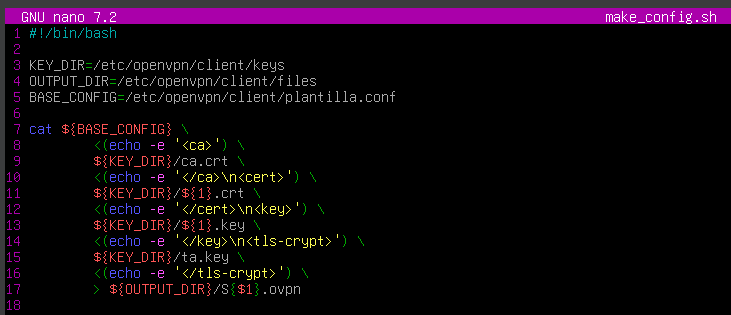 GNU nano 7.2 make_config.sh
1 #!/bin/bash
2
3 KEY_DIR=/etc/openvpn/client/keys
4 OUTPUT_DIR=/etc/openvpn/client/files
5 BASE_CONFIG=/etc/openvpn/client/plantilla.conf
6
7 cat ${BASE_CONFIG} \
8 <(echo -e '<ca>') \
9 ${KEY_DIR}/ca.crt \
10 <(echo -e '</ca>\n<cert>') \
11 ${KEY_DIR}/${1}.crt \
12 <(echo -e '</cert>\n<key>') \
13 ${KEY_DIR}/${1}.key \
14 <(echo -e '</key>\n<tls-crypt>') \
15 ${KEY_DIR}/ta.key \
16 <(echo -e '</tls-crypt>') \
17 > ${OUTPUT_DIR}/S{$1}.ovpn
18